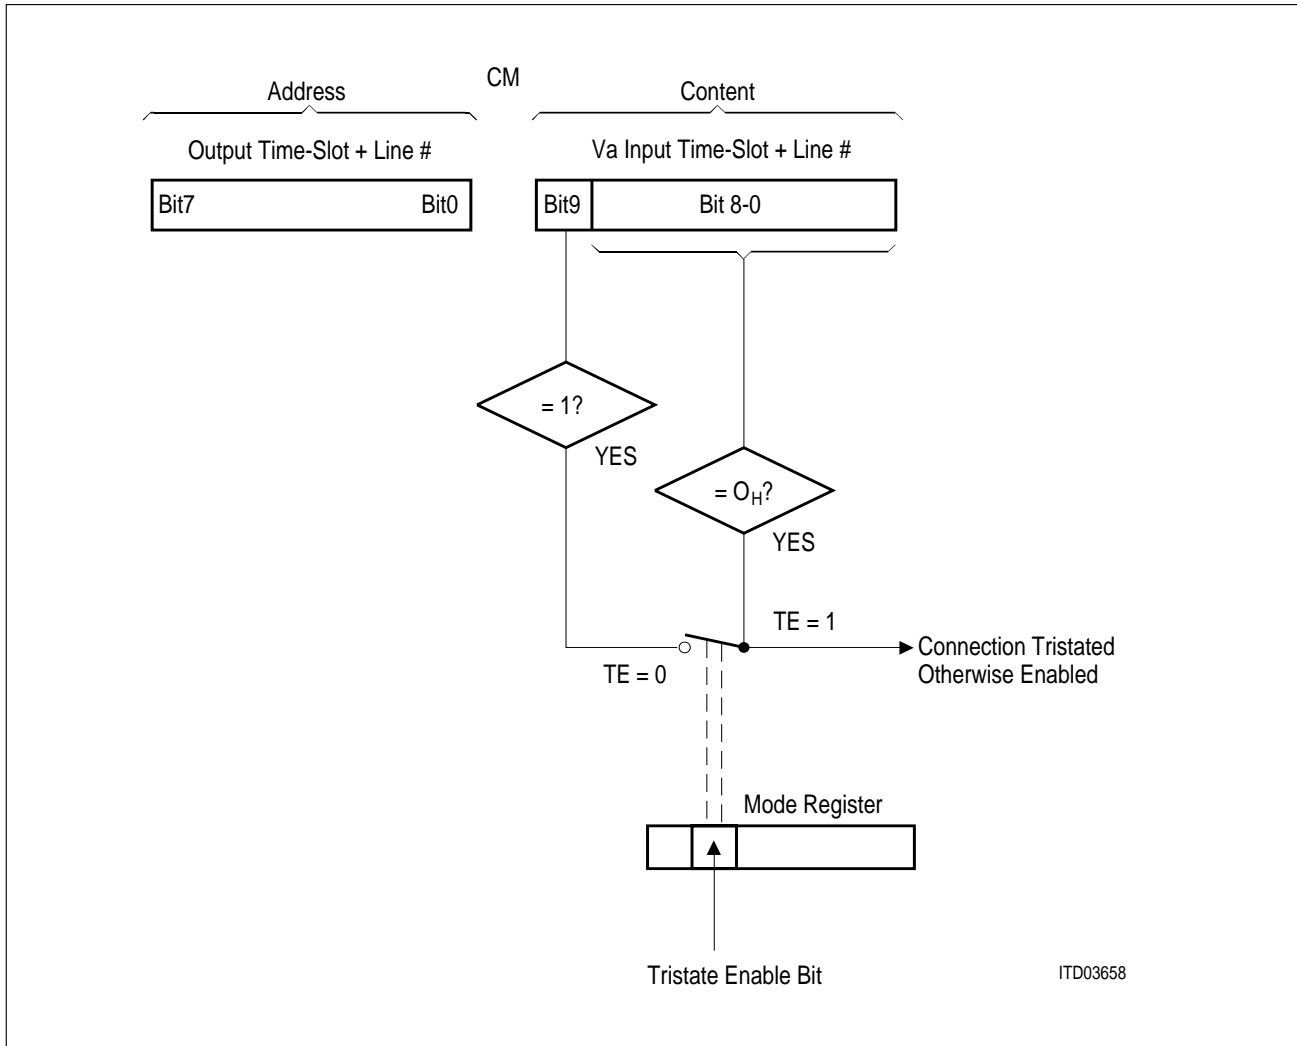 CM
Address
Content
Output Time-Slot + Line #
Va Input Time-Slot + Line #
Bit7
Bit0
Bit9
Bit 8-0
= 1?
YES
= OH?
YES
TE = 1
TE = 0
Connection Tristated
Otherwise Enabled
Mode Register
Tristate Enable Bit
ITD03658